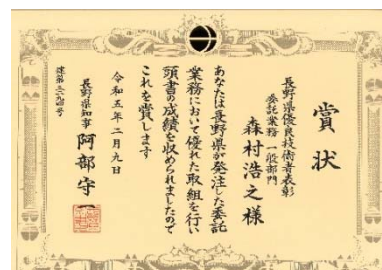 賞状
長野県優良技術者表彰
委託業務 一般部門
森村浩之様
あなたは長野県が発注した委託
業務において優れた取組を行い
頭書の成績を収められましたので
これを賞します
令和五年二月九日
長野県知事 阿部守一